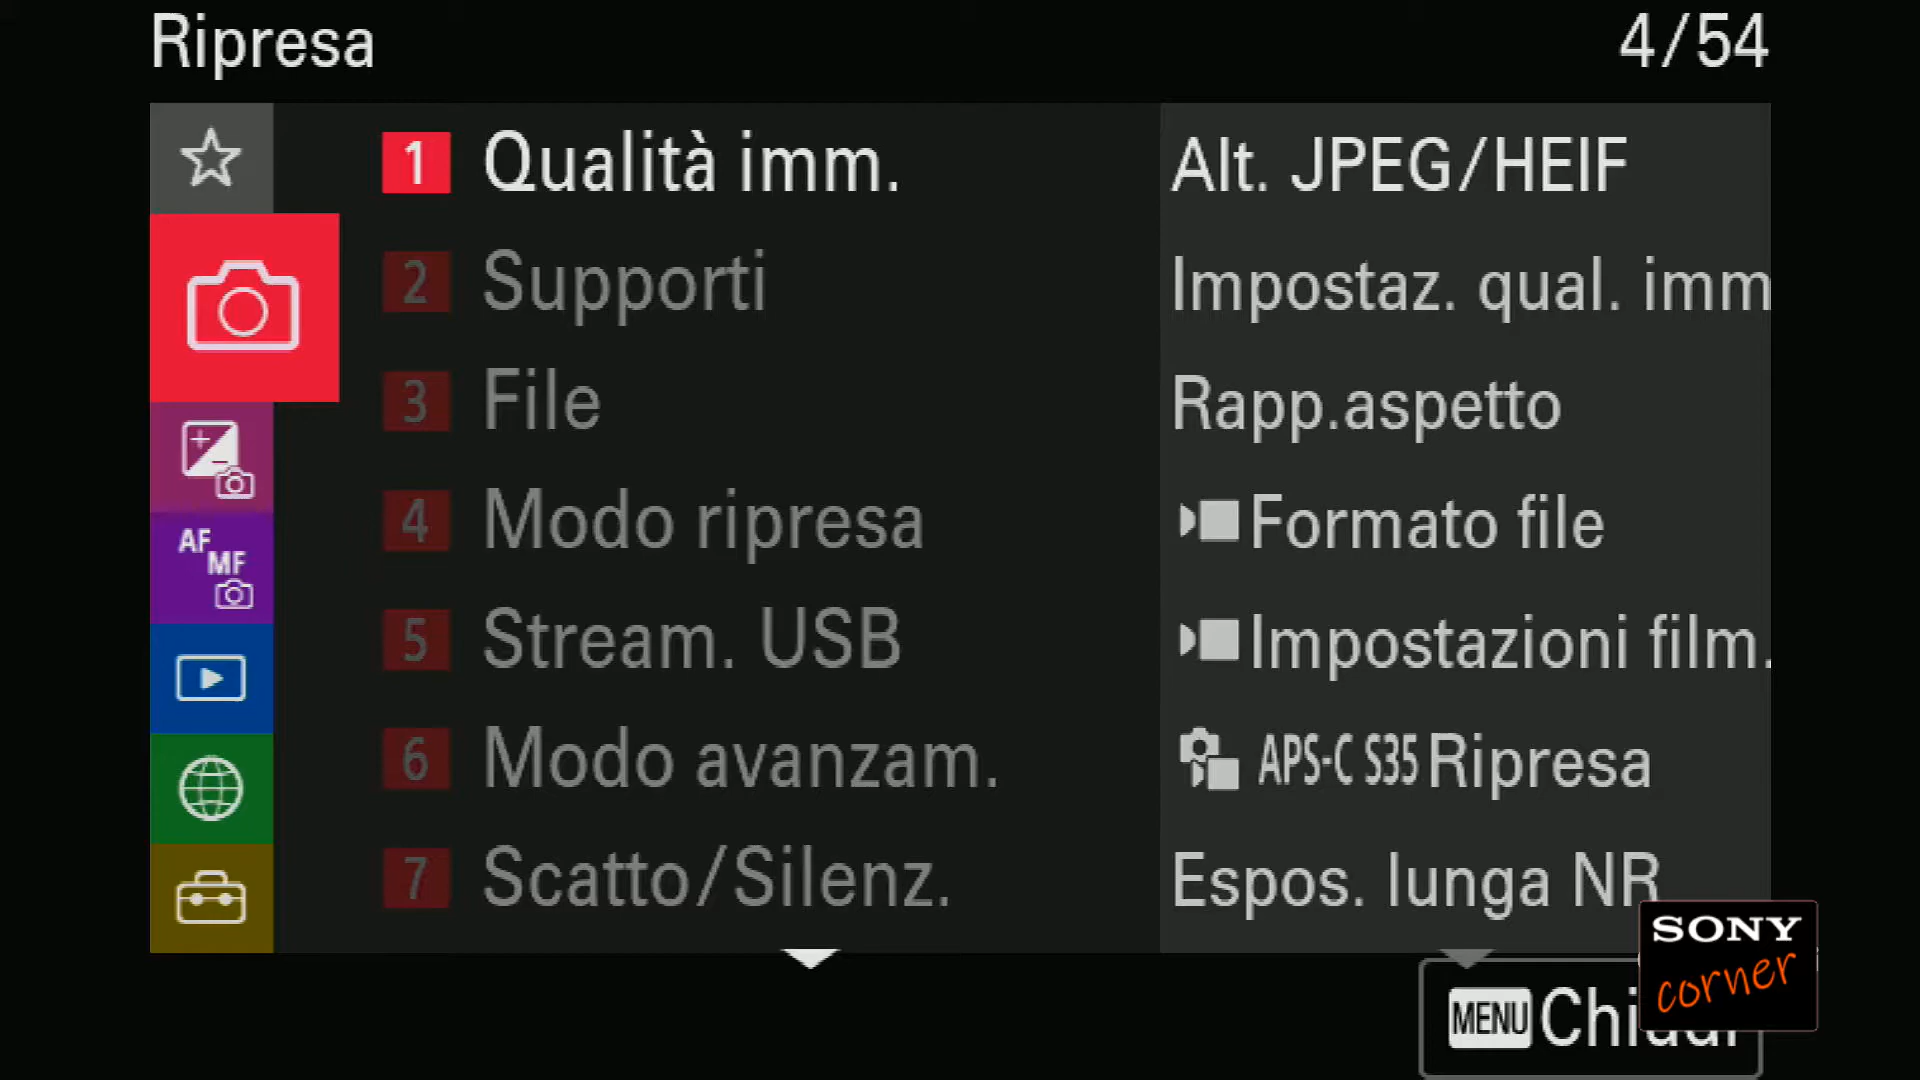 Ripresa
4/54
1 Qualità imm.
2 Supporti
3 File
4 Modo ripresa
5 Stream. USB
6 Modo avanzam.
7 Scatto/Silenz.
AF
MF
Alt. JPEG/HEIF
Impostaz. qual. imm
Rapp.aspetto
Formato file
Impostazioni film.
APS-C S35 Ripresa
Espos. lunga NR
MENU
SONY
corner